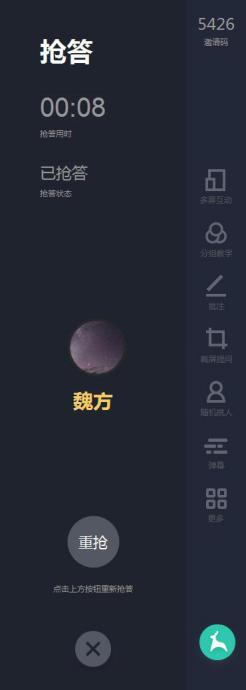 抢答
00:08
抢答用时
已抢答
抢答状态
魏方
重抢
点击上方按钮重新抢答
5426
邀请码
多屏互动
分组教学
批注
截屏提问
随机挑人
弹幕
更多